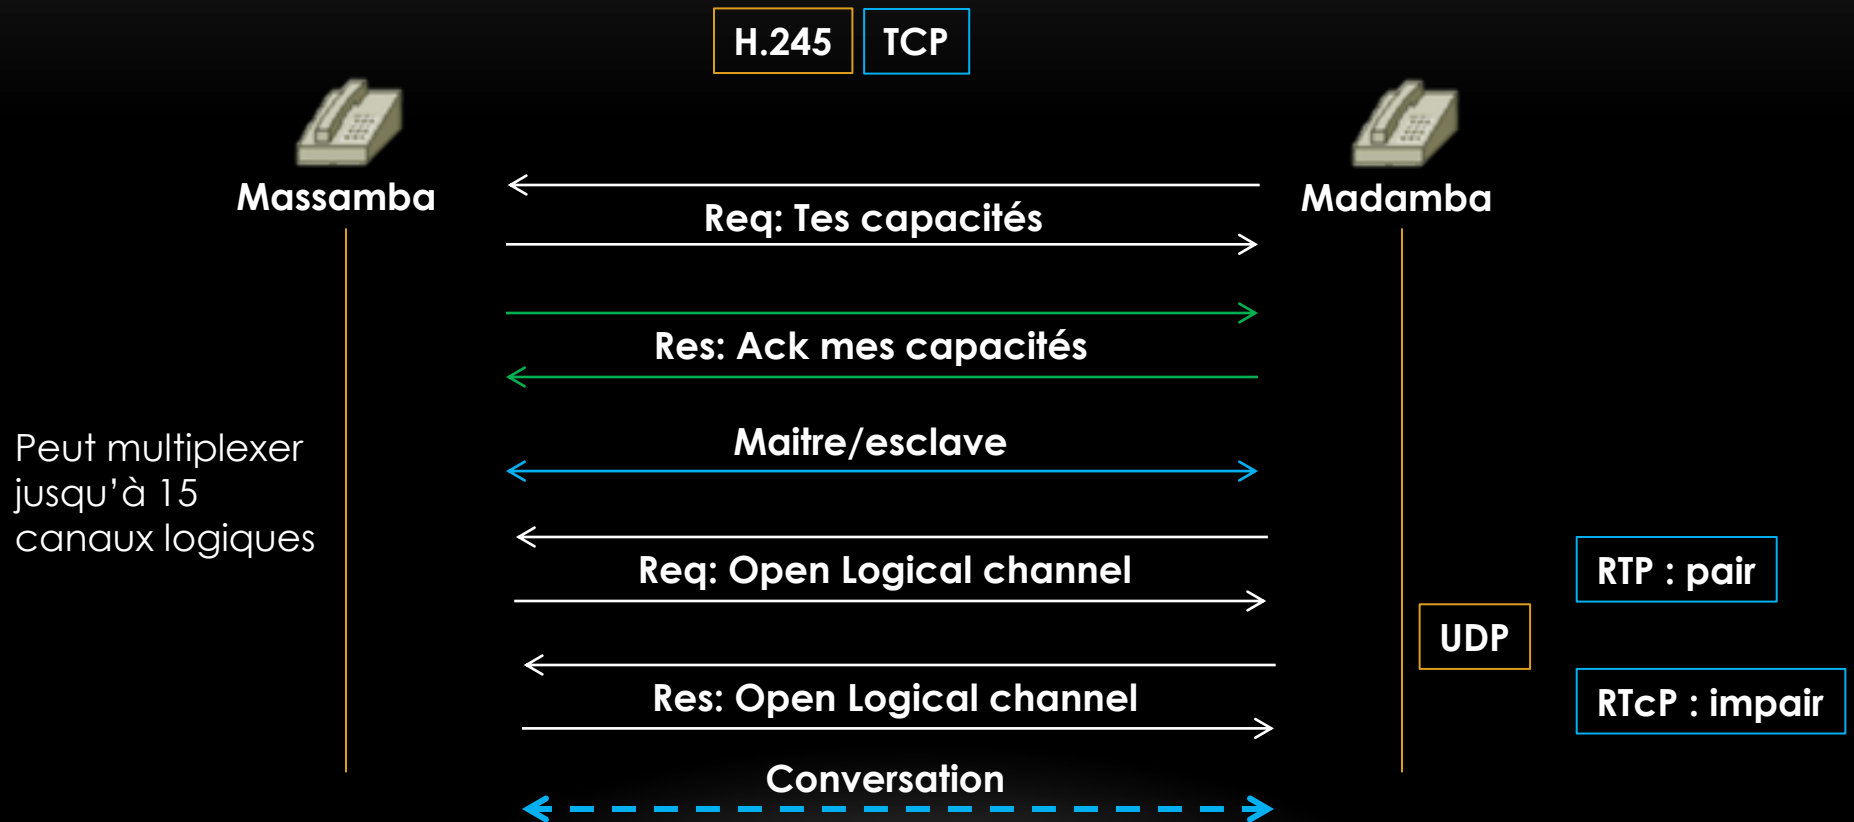 H.245 TCP
Massamba
Madamba
Req: Tes capacités
Res: Ack mes capacités
Maitre/esclave
Peut multiplexer
jusqu’à 15
canaux logiques
Req: Open Logical channel
RTP : pair
UDP
Res: Open Logical channel
RTcP : impair
Conversation